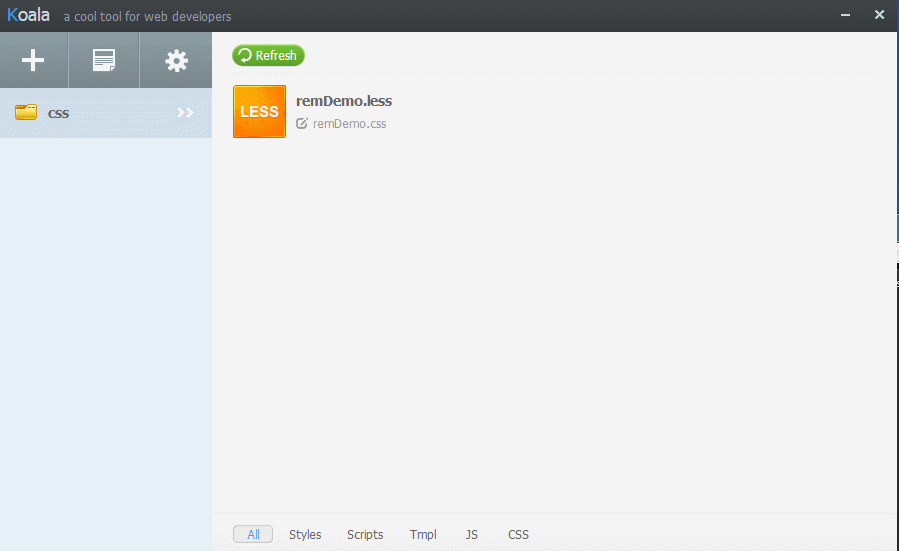 Koala a cool tool for web developers
Refresh
css
LESS
remDemo.less
remDemo.css
All Styles Scripts Tmpl JS CSS